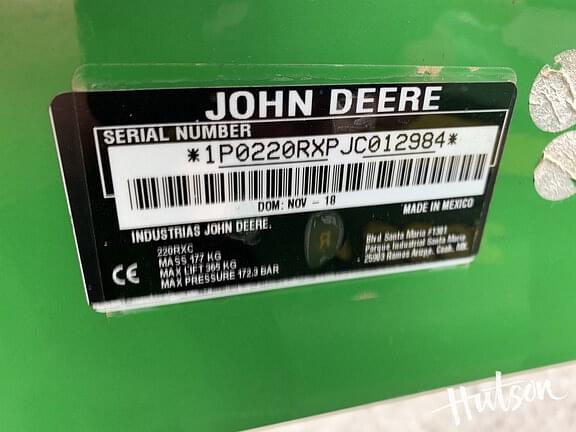 JOHN DEERE
SERIAL NUMBER
*1P0220RXPJC012984*
DOM: NOV - 18
MADE IN MEXICO
INDUSTRIAS JOHN DEERE.
220RXC
MASS 177 KG
MAX LIFT 965 KG
MAX PRESSURE 172.3 BAR
CE
Blvd Santa Maria #1301
Parque Industrial Santa Maria
25903 Ramos Arizpe, Coah. MX.
Hutson